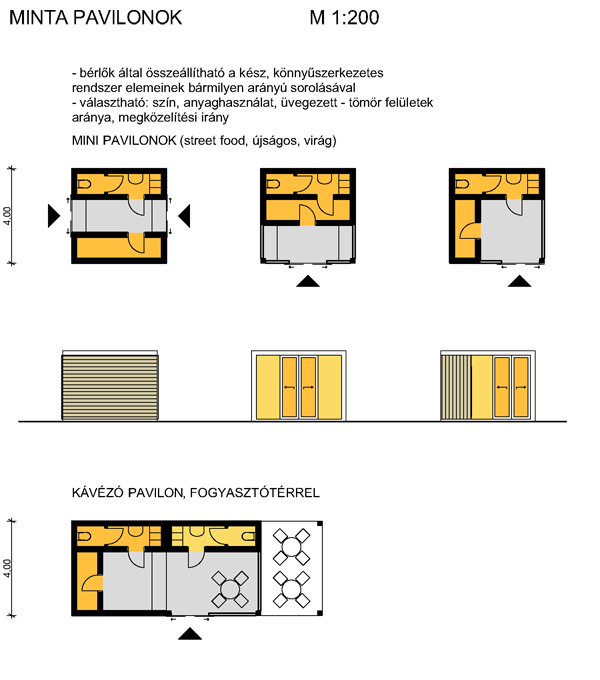 MINTA PAVILONOK M 1:200
- bérlők által összeállítható a kész, könnyűszerkezetes
rendszer elemeinek bármilyen arányú sorolásával
- választható: szín, anyaghasználat, üvegezett - tömör felületek
aránya, megközelítési irány
MINI PAVILONOK (street food, újságos, virág)
4.00
KÁVÉZÓ PAVILON, FOGYASZTÓTÉRREL
4.00